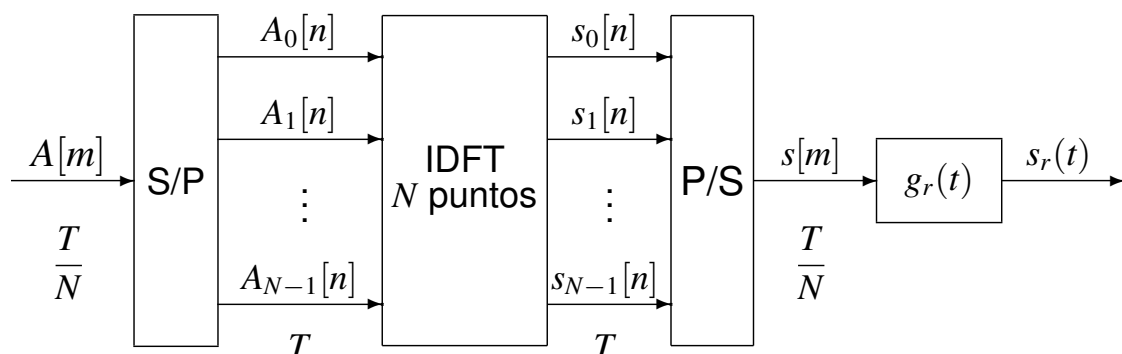 A[m]
T/N
S/P
A_0[n]
A_1[n]
⋮
A_{N−1}[n]
T
IDFT
N puntos
s_0[n]
s_1[n]
⋮
s_{N−1}[n]
T
P/S
s[m]
T/N
g_r(t)
s_r(t)